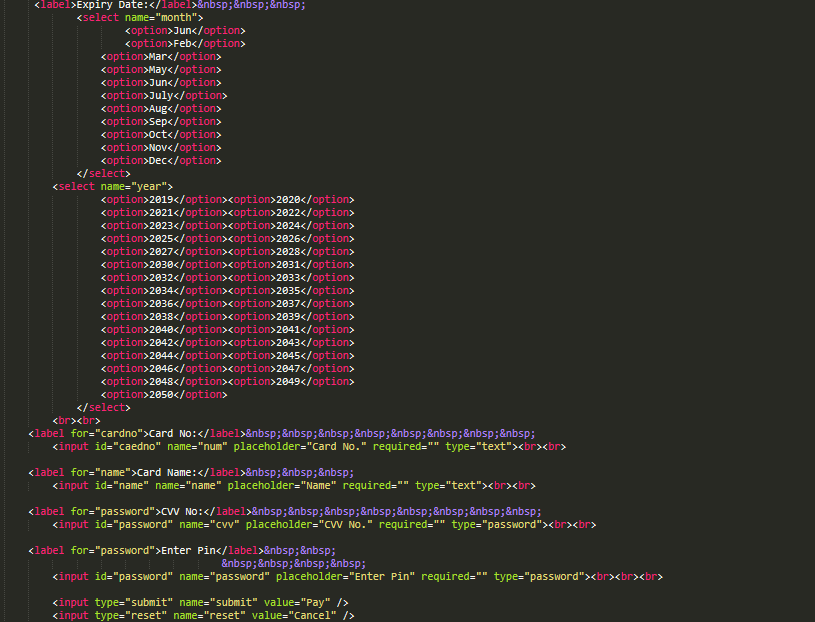 <label>Expiry Date:</label>&nbsp;&nbsp;&nbsp;
<select name="month">
<option>Jun</option>
<option>Feb</option>
<option>Mar</option>
<option>May</option>
<option>Jun</option>
<option>July</option>
<option>Aug</option>
<option>Sep</option>
<option>Oct</option>
<option>Nov</option>
<option>Dec</option>
</select>
<select name="year">
<option>2019</option><option>2020</option>
<option>2021</option><option>2022</option>
<option>2023</option><option>2024</option>
<option>2025</option><option>2026</option>
<option>2027</option><option>2028</option>
<option>2030</option><option>2031</option>
<option>2032</option><option>2033</option>
<option>2034</option><option>2035</option>
<option>2036</option><option>2037</option>
<option>2038</option><option>2039</option>
<option>2040</option><option>2041</option>
<option>2042</option><option>2043</option>
<option>2044</option><option>2045</option>
<option>2046</option><option>2047</option>
<option>2048</option><option>2049</option>
<option>2050</option>
</select>
<br><br>
<label for="cardno">Card No:</label>&nbsp;&nbsp;&nbsp;&nbsp;&nbsp;&nbsp;&nbsp;&nbsp;
<input id="caedno" name="num" placeholder="Card No." required="" type="text"><br><br>
<label for="name">Card Name:</label>&nbsp;&nbsp;&nbsp;
<input id="name" name="name" placeholder="Name" required="" type="text"><br><br>
<label for="password">CVV No:</label>&nbsp;&nbsp;&nbsp;&nbsp;&nbsp;&nbsp;&nbsp;&nbsp;
<input id="password" name="cvv" placeholder="CVV No." required="" type="password"><br><br>
<label for="password">Enter Pin</label>&nbsp;&nbsp;
&nbsp;&nbsp;&nbsp;&nbsp;
<input id="password" name="password" placeholder="Enter Pin" required="" type="password"><br><br><br>
<input type="submit" name="submit" value="Pay" />
<input type="reset" name="reset" value="Cancel" />